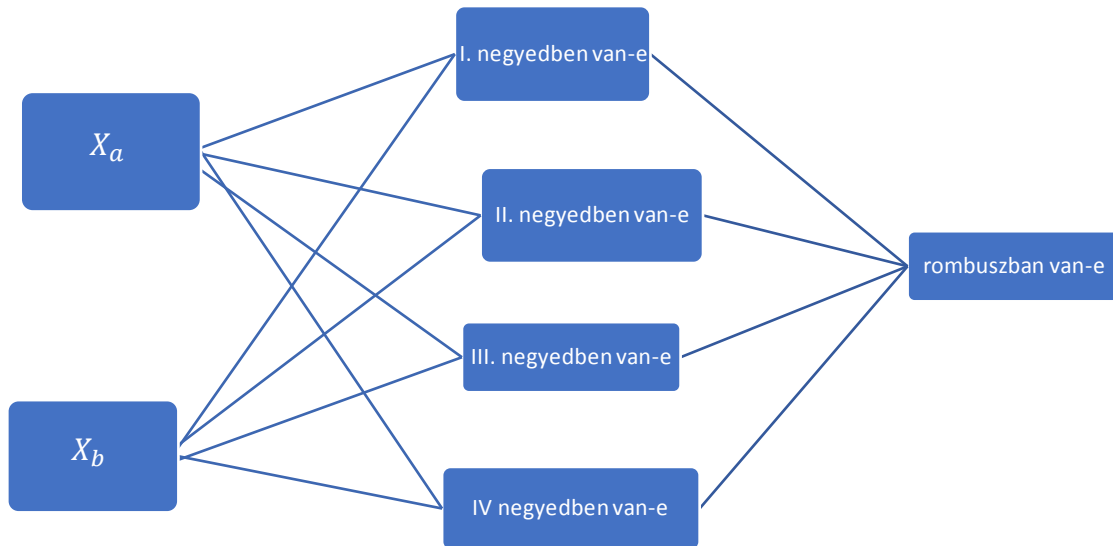 I. negyedben van-e
X_a
II. negyedben van-e
rombuszban van-e
III. negyedben van-e
X_b
IV negyedben van-e